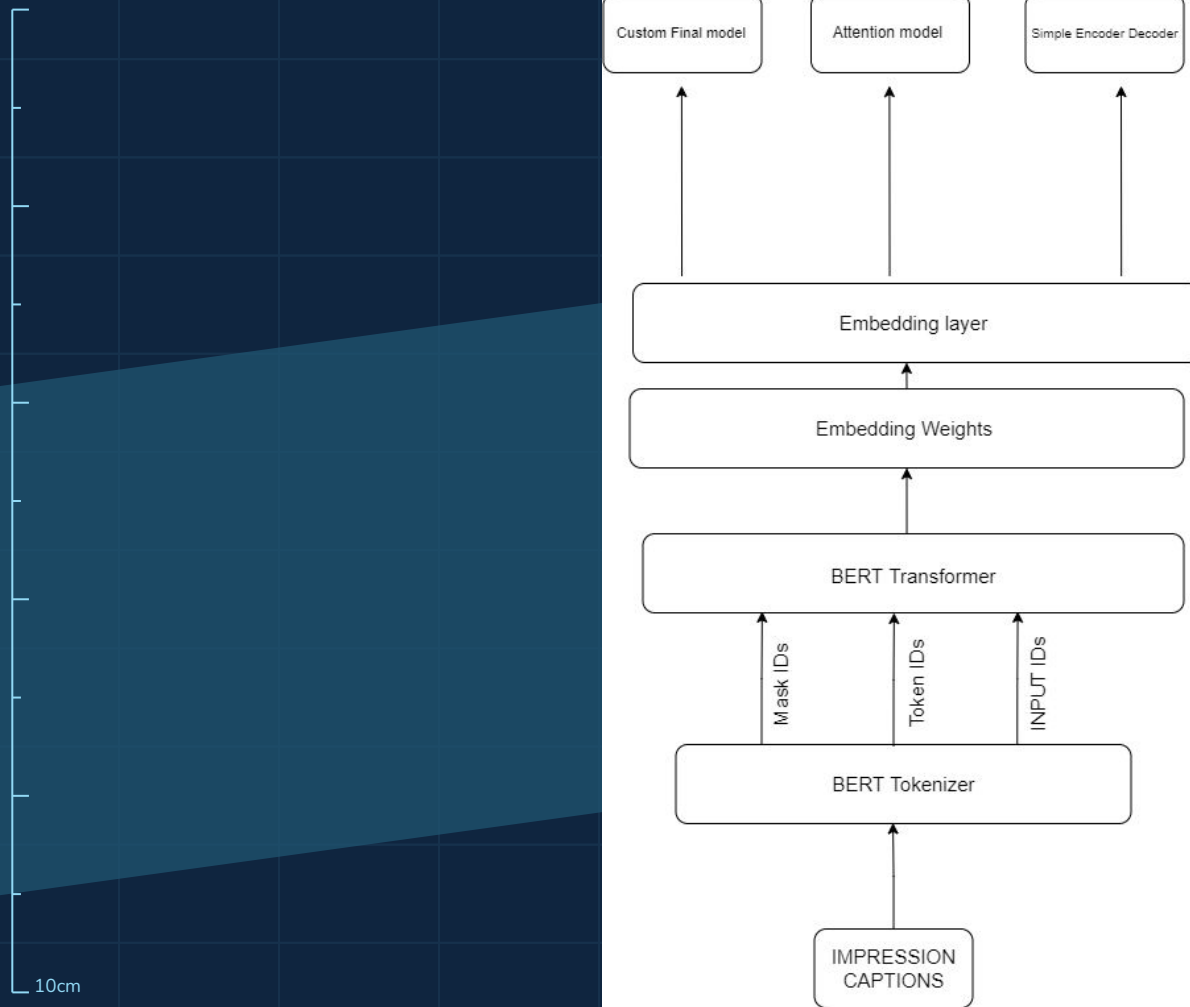 Custom Final model
Attention model
Simple Encoder Decoder
Embedding layer
Embedding Weights
BERT Transformer
Mask IDs
Token IDs
INPUT IDs
BERT Tokenizer
IMPRESSION
CAPTIONS
10cm